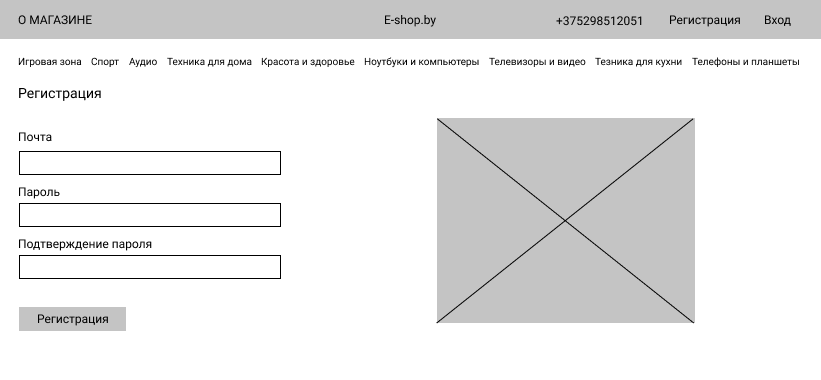 О МАГАЗИНЕ E-shop.by +375298512051 Регистрация Вход
Игровая зона Спорт Аудио Техника для дома Красота и здоровье Ноутбуки и компьютеры Телевизоры и видео Тезника для кухни Телефоны и планшеты
Регистрация
Почта
Пароль
Подтверждение пароля
Регистрация